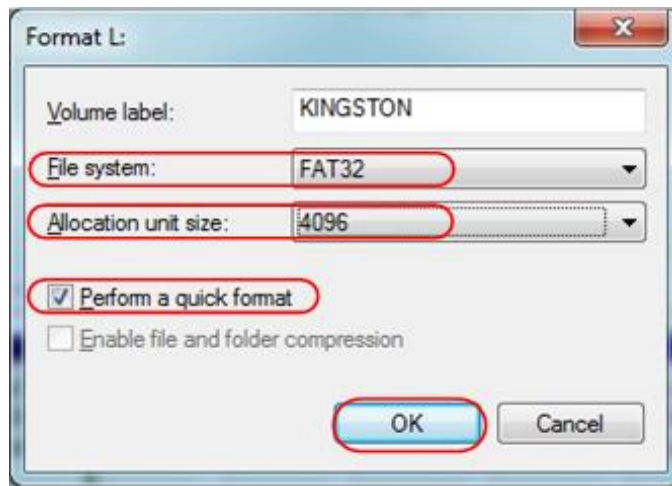 Format L:
Volume label: KINGSTON
File system: FAT32
Allocation unit size: 4096
Perform a quick format
Enable file and folder compression
OK Cancel